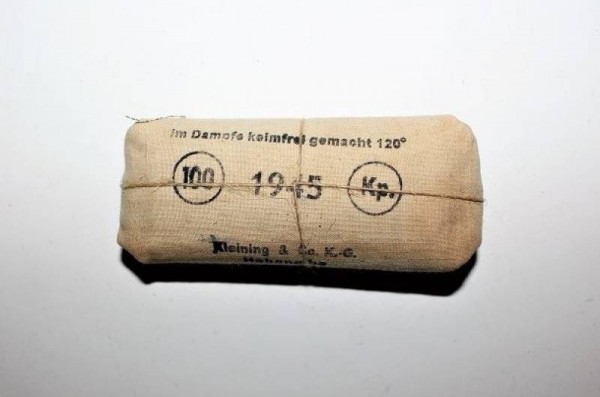 Im Dampfe keimfrei gemacht 120°
100 1945 Kp.
Kleining & Co. K.-G.